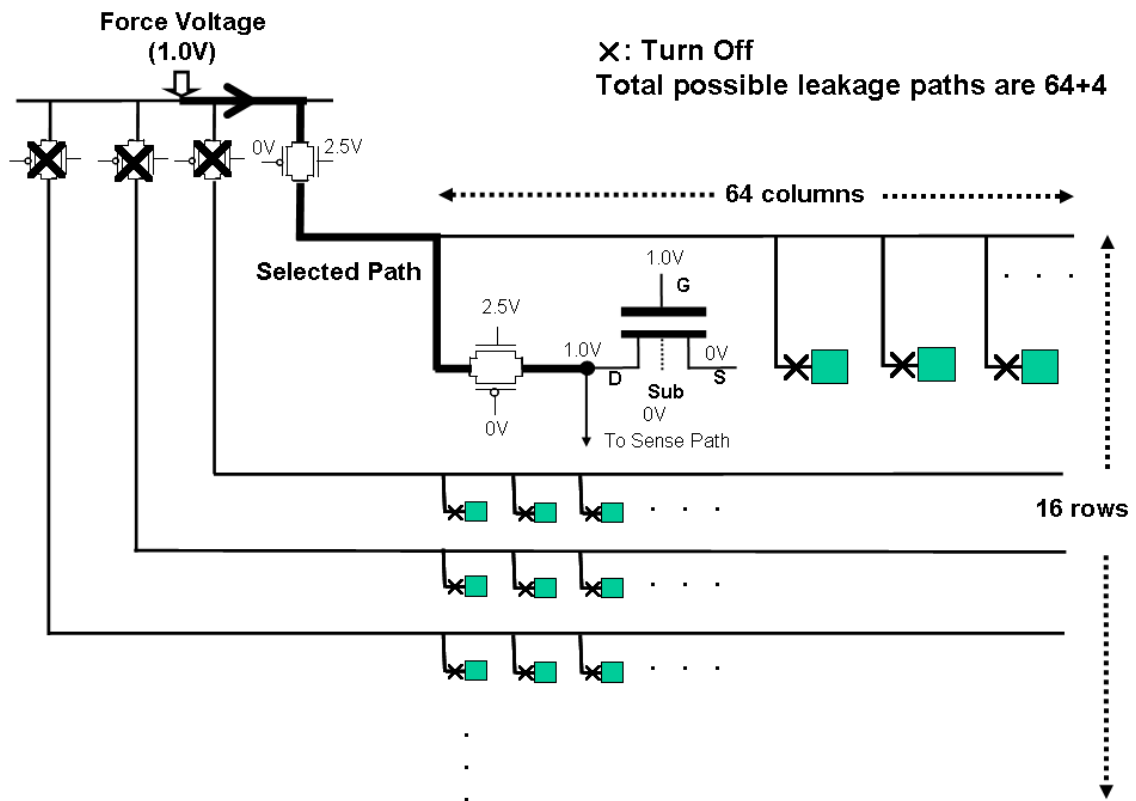 Force Voltage
(1.0V)
X: Turn Off
Total possible leakage paths are 64+4
0V
2.5V
64 columns
Selected Path
1.0V
G
2.5V
1.0V
0V
D
S
Sub
0V
0V
To Sense Path
. . .
16 rows
. . .
. . .
. . .
.
.
.